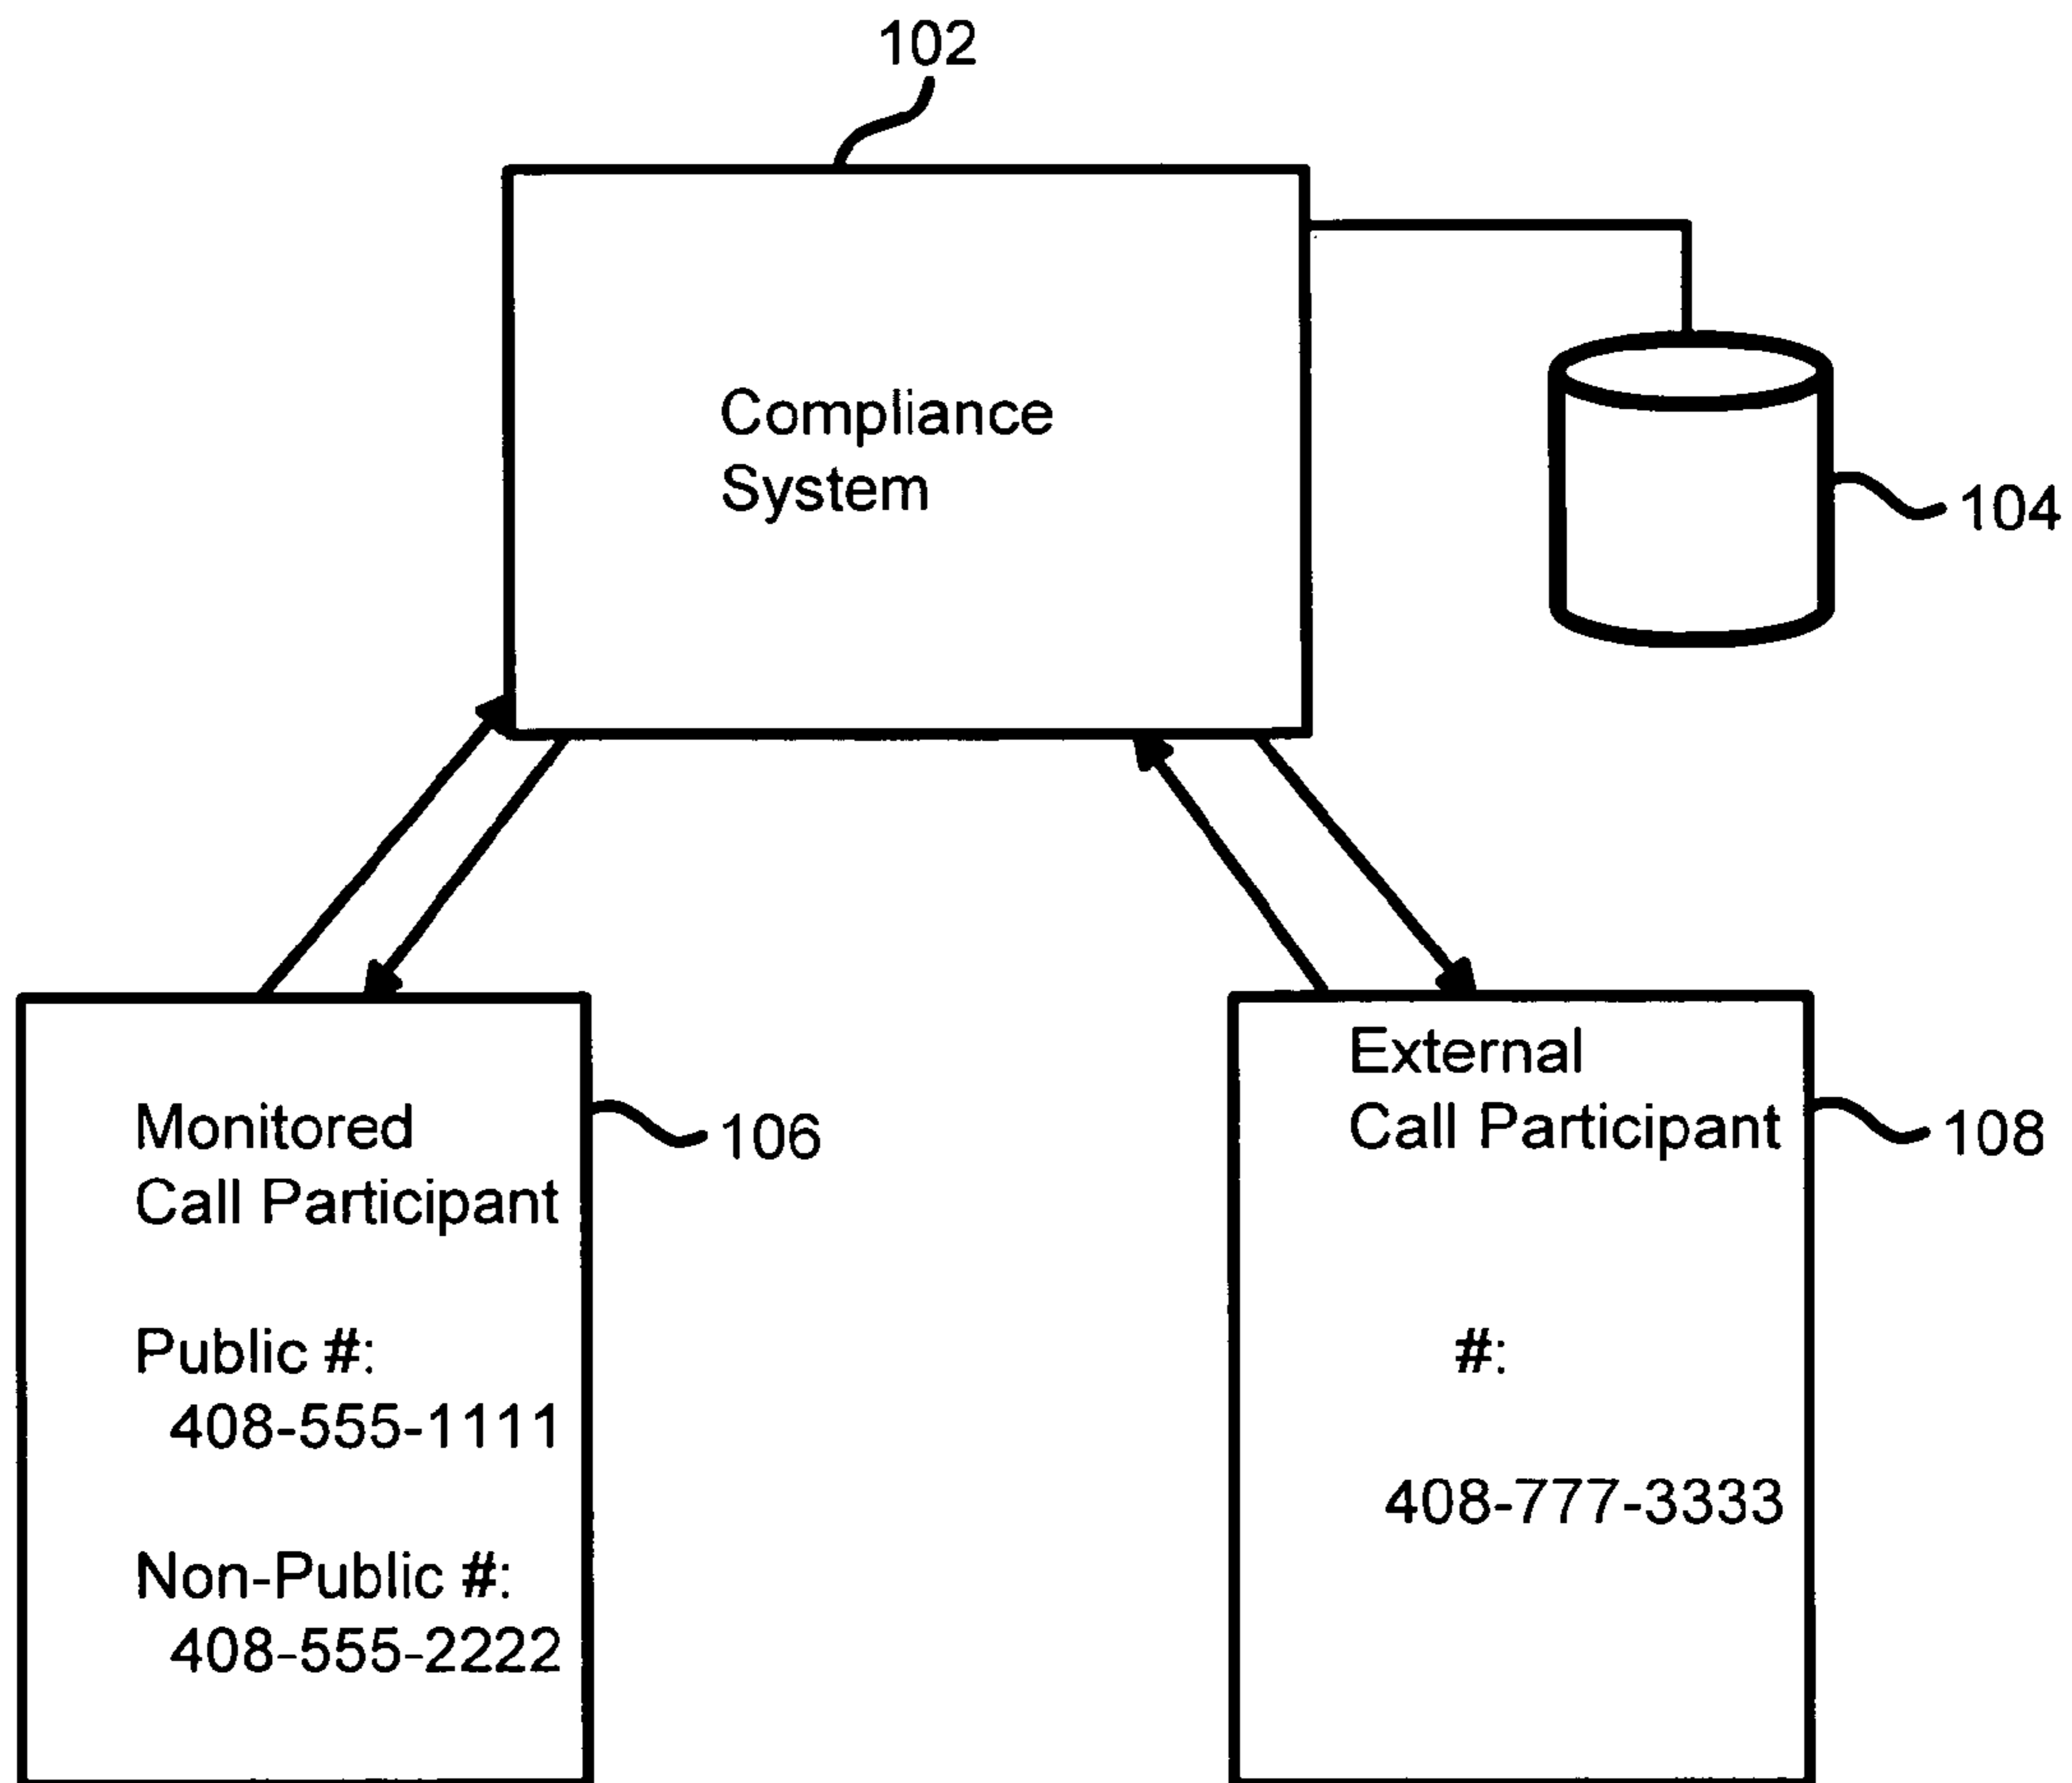 102
Compliance
System
104
Monitored
Call Participant
106
Public #:
408-555-1111
Non-Public #:
408-555-2222
External
Call Participant
108
#:
408-777-3333